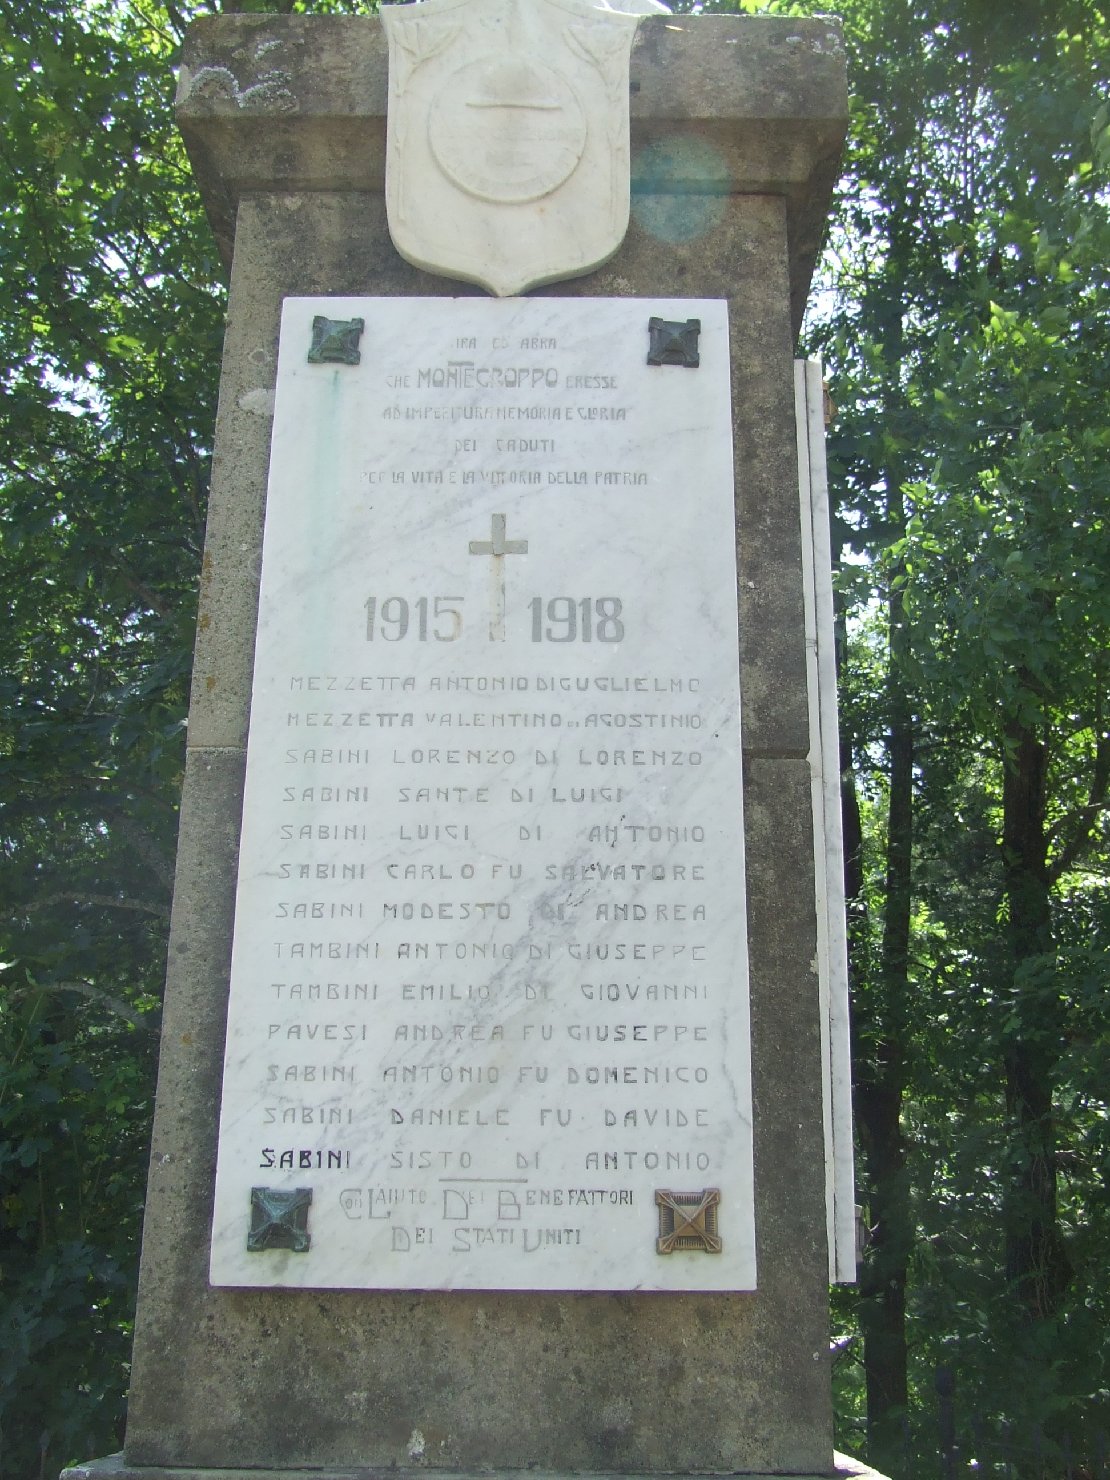 CHE MONTEGROPPO ERESSE
AD IMPERITURA MEMORIA E GLORIA
DEI CADUTI
PER LA VITA E LA VITTORIA DELLA PATRIA
1915 1918
MEZZETTA ANTONIO DI GUGLIELMO
MEZZETTA VALENTINO DI AGOSTINO
SABINI LORENZO DI LORENZO
SABINI SANTE DI LUIGI
SABINI LUIGI DI ANTONIO
SABINI CARLO FU SALVATORE
SABINI MODESTO DI ANDREA
TAMBINI ANTONIO DI GIUSEPPE
TAMBINI EMILIO DI GIOVANNI
PAVESI ANDREA FU GIUSEPPE
SABINI ANTONIO FU DOMENICO
SABINI DANIELE FU DAVIDE
SABINI SISTO DI ANTONIO
CON L'AIUTO DEI BENEFATTORI
DEI STATI UNITI